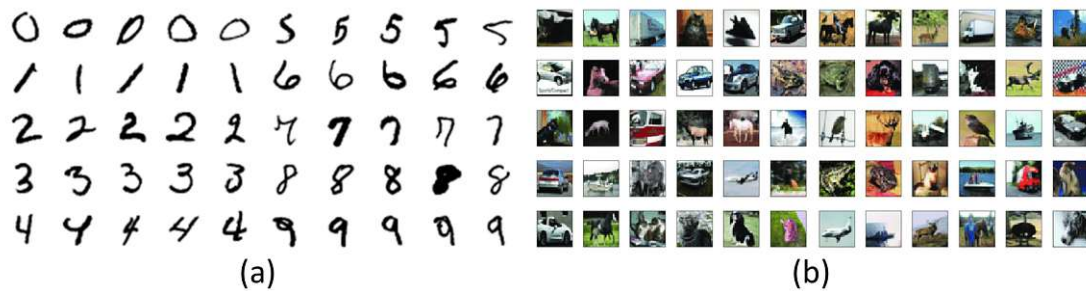 0 0 0 0 0 5 5 5 5 5
1 1 1 1 1 6 6 6 6 6
2 2 2 2 2 7 7 7 7 7
3 3 3 3 3 8 8 8 8 8
4 4 4 4 4 9 9 9 9 9
(a) (b)